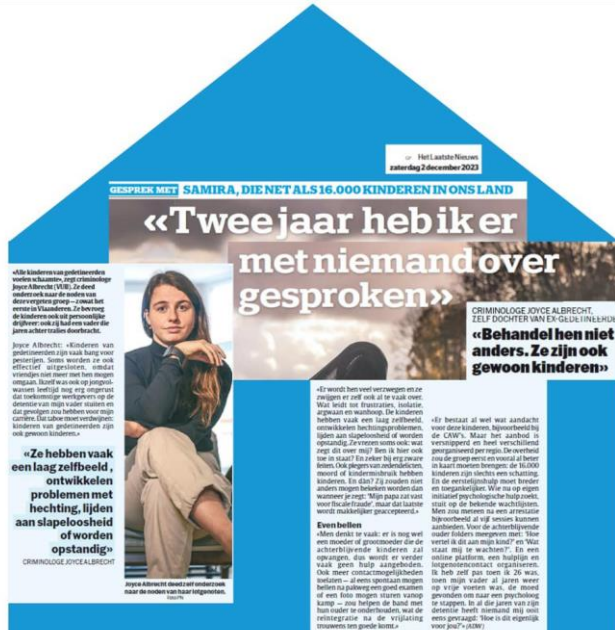 Het Laatste Nieuws
zaterdag 2 december 2023
GESPREK MET SAMIRA, DIE NET ALS 16.000 KINDEREN IN ONS LAND
«Twee jaar heb ik er
met niemand over
gesproken»
«Alle kinderen van gedetineerden
voelen schaamte», zegt criminologe
Joyce Albrecht (VUB). Ze deed
onderzoek naar de noden van
deze vergeten groep — zowat het
eerste in Vlaanderen. Ze bevroeg
de kinderen ook uit persoonlijke
drijfveer: ook zij had een vader die
jaren achter tralies doorbracht.
Joyce Albrecht: «Kinderen van
gedetineerden zijn vaak bang voor
pesterijen. Soms worden ze ook
effectief uitgesloten, omdat
vriendjes niet meer met hen mogen
omgaan. Ikzelf was ook op jongvol-
wassen leeftijd nog erg ongerust
dat toekomstige werkgevers op de
detentie van mijn vader stuiten en
dat gevolgen zou hebben voor mijn
carrière. Dat taboe moet verdwijnen:
kinderen van gedetineerden zijn
ook gewoon kinderen.»
«Ze hebben vaak
een laag zelfbeeld,
ontwikkelen
problemen met
hechting, lijden
aan slapeloosheid
of worden
opstandig»
CRIMINOLOGE JOYCE ALBRECHT
Joyce Albrecht deed zelf onderzoek
naar de noden van haar lotgenoten.
CRIMINOLOGE JOYCE ALBRECHT,
ZELF DOCHTER VAN EX-GEDETINEERDE
«Behandel hen niet
anders. Ze zijn ook
gewoon kinderen»
«Er wordt hen veel verzwegen en ze
zwijgen er zelf ook al te vaak over.
Wat leidt tot frustraties, isolatie,
argwaan en wanhoop. De kinderen
hebben vaak een laag zelfbeeld,
ontwikkelen hechtingsproblemen,
lijden aan slapeloosheid of worden
opstandig. Ze vrezen soms ook: wat
zegt dit over mij? Ben ik hier ook
toe in staat? En zeker bij erg zware
feiten. Ook plegers van zedendelicten,
moord of kindermisbruik hebben
kinderen. En dán? Zij zouden niet
anders mogen bekeken worden dan
wanneer je zegt: 'Mijn papa zat vast
voor fiscale fraude', maar dat laatste
wordt makkelijker geaccepteerd.»
Even bellen
«Men denkt te vaak: er is nog wel
een moeder of grootmoeder die de
achterblijvende kinderen zal
opvangen, dus wordt er verder
vaak geen hulp aangeboden.
Ook meer contactmogelijkheden
toelaten — al eens spontaan mogen
bellen na pakweg een goed examen
of een foto mogen sturen vanop
kamp — zou helpen de band met
hun ouder te onderhouden, wat de
reïntegratie na de vrijlating
trouwens ten goede komt.»
«Er bestaat al wel wat aandacht
voor deze kinderen, bijvoorbeeld bij
de CAW's. Maar het aanbod is
versnipperd en heel verschillend
georganiseerd per regio. De overheid
zou de groep eerst en vooral al beter
in kaart moeten brengen: de 16.000
kinderen zijn slechts een schatting.
En de eerstelijnshulp moet breder
en toegankelijker. Wie nu op eigen
initiatief psychologische hulp zoekt,
stuit op de bekende wachtlijsten.
Men zou meteen na een arrestatie
bijvoorbeeld al vijf sessies kunnen
aanbieden. Voor de achterblijvende
ouder folders meegeven met: 'Hoe
vertel ik dit aan mijn kind?' en 'Wat
staat mij te wachten?'. En een
online platform, een hulplijn en
lotgenotencontact organiseren.
Ik heb zelf pas toen ik 26 was,
toen mijn vader al jaren weer
op vrije voeten was, de moed
gevonden om naar een psycholoog
te stappen. In al die jaren van zijn
detentie heeft niemand mij ooit
eens gevraagd: 'Hoe is dit eigenlijk
voor jou?'» (ADW)